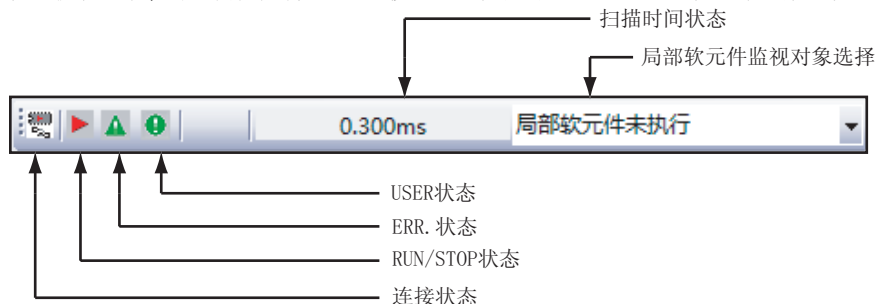 扫描时间状态
局部软元件监视对象选择
0.300ms 局部软元件未执行
USER状态
ERR.状态
RUN/STOP状态
连接状态